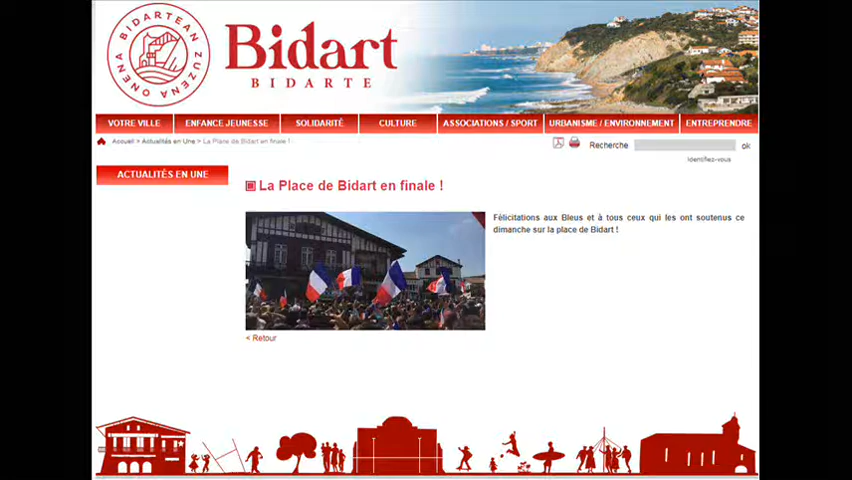 BIDARTEAN ZUZENA ONENA
Bidart
BIDARTE
VOTRE VILLE ENFANCE JEUNESSE SOLIDARITÉ CULTURE ASSOCIATIONS / SPORT URBANISME / ENVIRONNEMENT ENTREPRENDRE
Accueil > Actualités en Une > La Place de Bidart en finale !
Recherche ok
Identifiez-vous
ACTUALITÉS EN UNE
La Place de Bidart en finale !
Félicitations aux Bleus et à tous ceux qui les ont soutenus ce
dimanche sur la place de Bidart !
< Retour